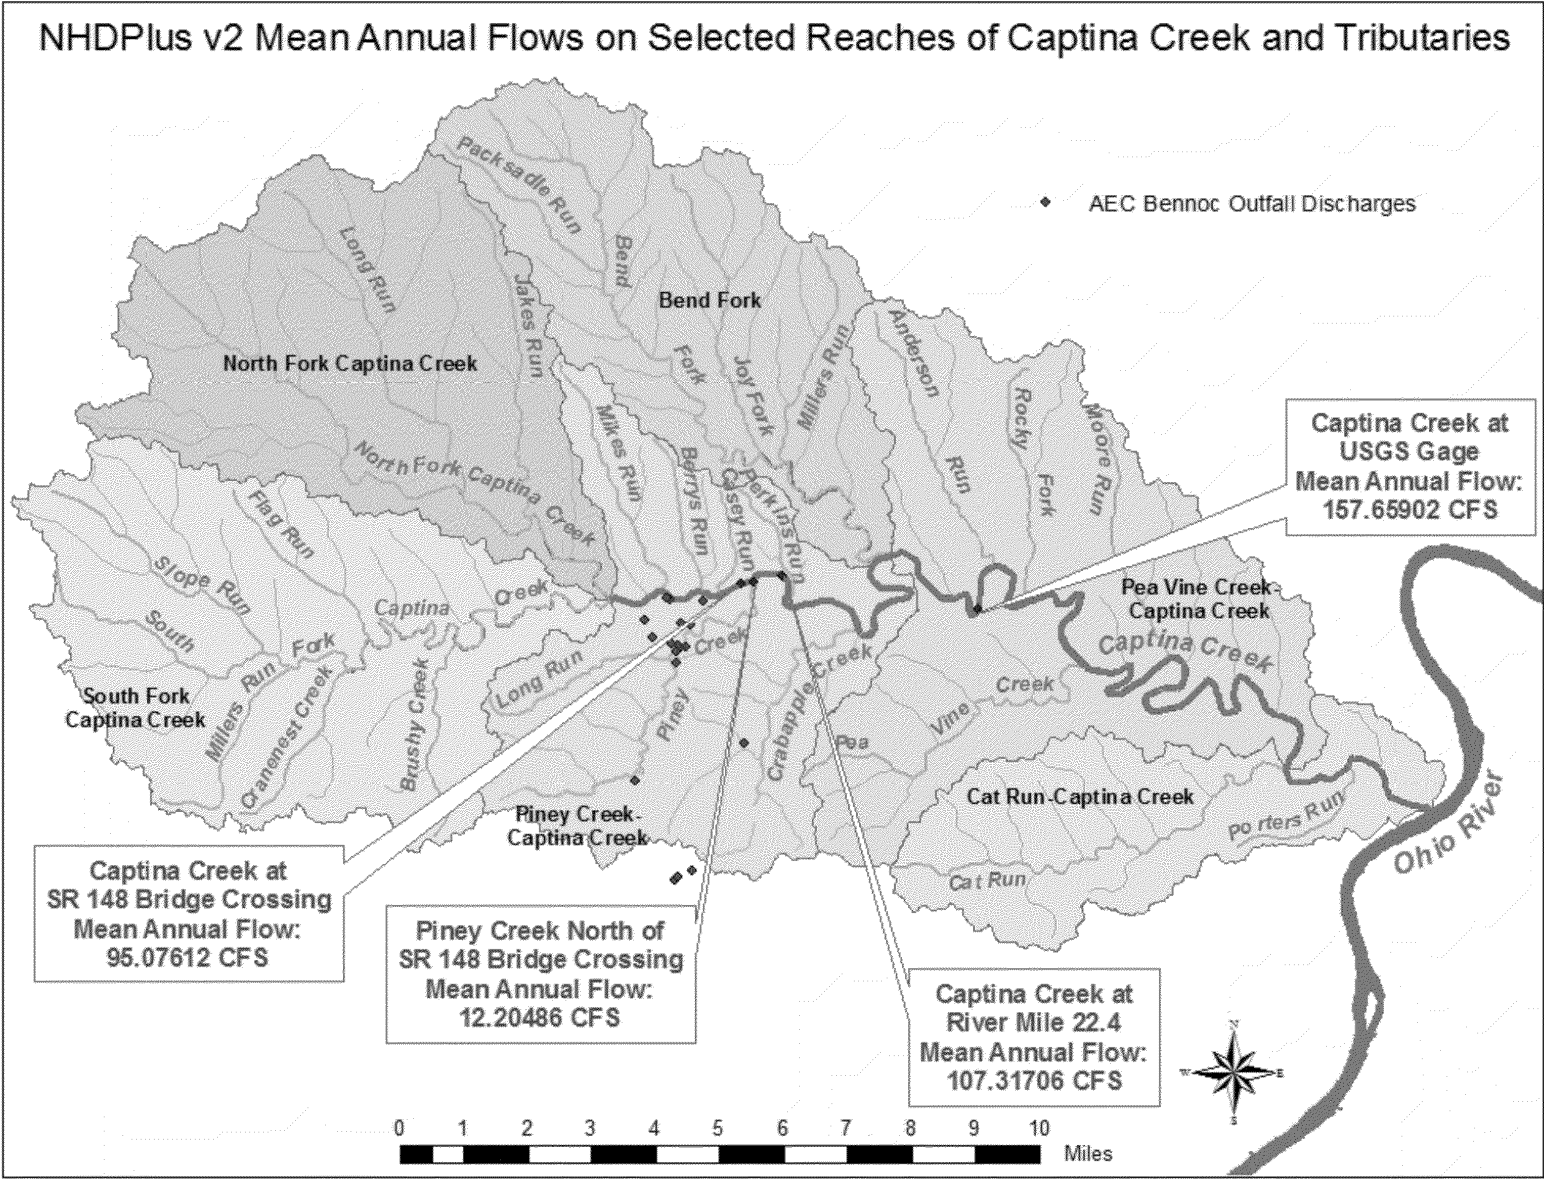 NHDPlus v2 Mean Annual Flows on Selected Reaches of Captina Creek and Tributaries
AEC Bennoc Outfall Discharges
Packsadle Run
Bend
Fork
Long Run
Jakes Run
Bend Fork
North Fork Captina Creek
North Fork Captina Creek
Joy Fork
Millers Run
Anderson
Run
Rocky
Fork
Moore Run
Mikes Run
Berrys Run
Casey Run
Perkins Run
Captina Creek at
USGS Gage
Mean Annual Flow:
157.65902 CFS
Flag Run
Slope Run
South
Fork
Captina
Creek
Millers Run
Cranenest Creek
Brushy Creek
South Fork
Captina Creek
Long Run
Piney
Creek
Crabapple Creek
Pea
Vine
Creek
Pea Vine Creek-
Captina Creek
Captina Creek
Piney Creek-
Captina Creek
Cat Run-Captina Creek
Cat Run
Porters Run
Ohio River
Captina Creek at
SR 148 Bridge Crossing
Mean Annual Flow:
95.07612 CFS
Piney Creek North of
SR 148 Bridge Crossing
Mean Annual Flow:
12.20486 CFS
Captina Creek at
River Mile 22.4
Mean Annual Flow:
107.31706 CFS
N
W
E
S
0 1 2 3 4 5 6 7 8 9 10
Miles